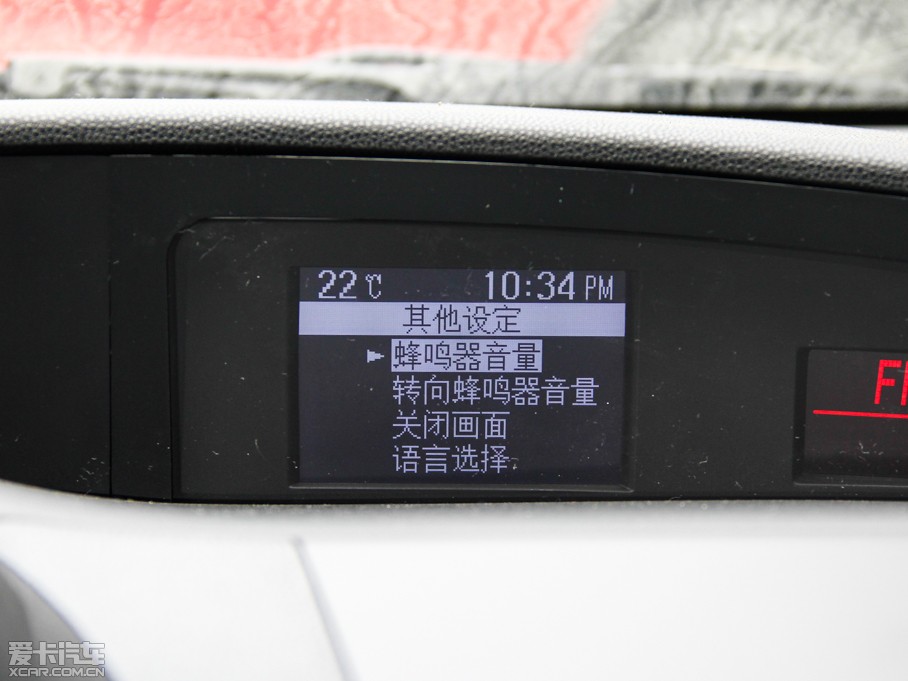 22℃ 10:34 PM
其他设定
►蜂鸣器音量
转向蜂鸣器音量
关闭画面
语言选择
爱卡汽车
XCAR.COM.CN